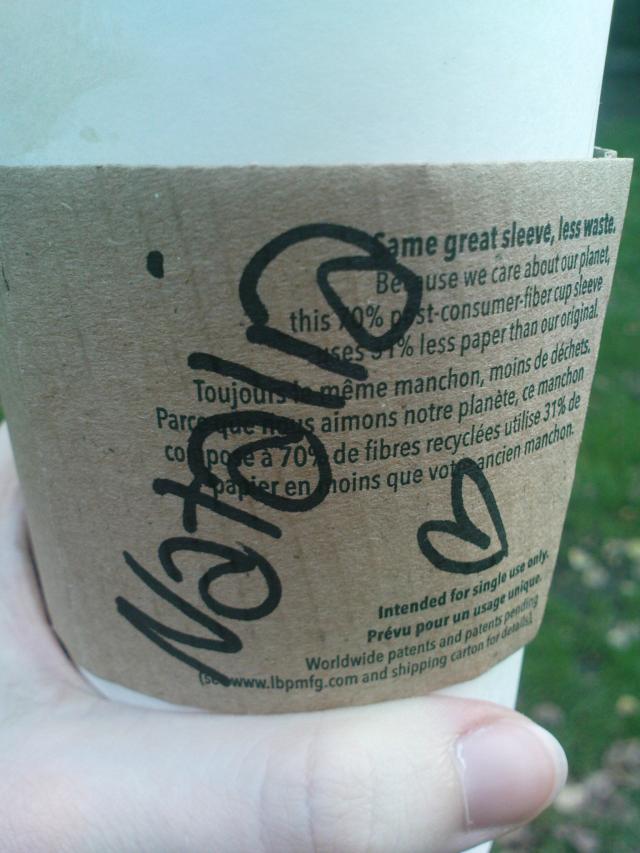 Natalia
Same great sleeve, less waste.
Because we care about our planet,
this 70% post-consumer-fiber cup sleeve
uses 31% less paper than our original.
Toujours le même manchon, moins de déchets.
Parce que nous aimons notre planète, ce manchon
composé à 70% de fibres recyclées utilise 31% de
papier en moins que votre ancien manchon.
Intended for single use only.
Prévu pour un usage unique.
Worldwide patents and patents pending
(see www.lbpmfg.com and shipping carton for details).